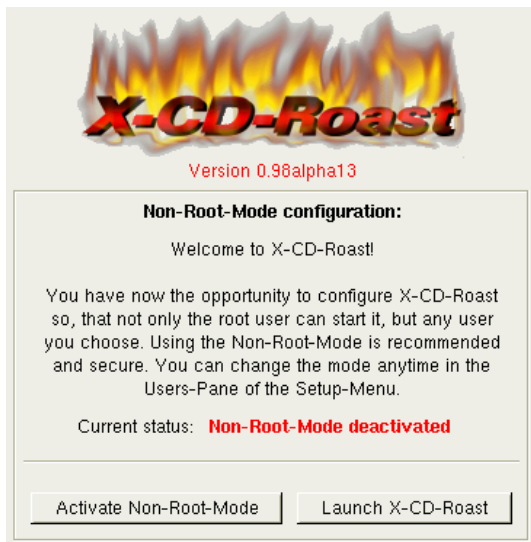 X-CD-Roast
Version 0.98alpha13
Non-Root-Mode configuration:
Welcome to X-CD-Roast!
You have now the opportunity to configure X-CD-Roast
so, that not only the root user can start it, but any user
you choose. Using the Non-Root-Mode is recommended
and secure. You can change the mode anytime in the
Users-Pane of the Setup-Menu.
Current status: Non-Root-Mode deactivated
Activate Non-Root-Mode Launch X-CD-Roast